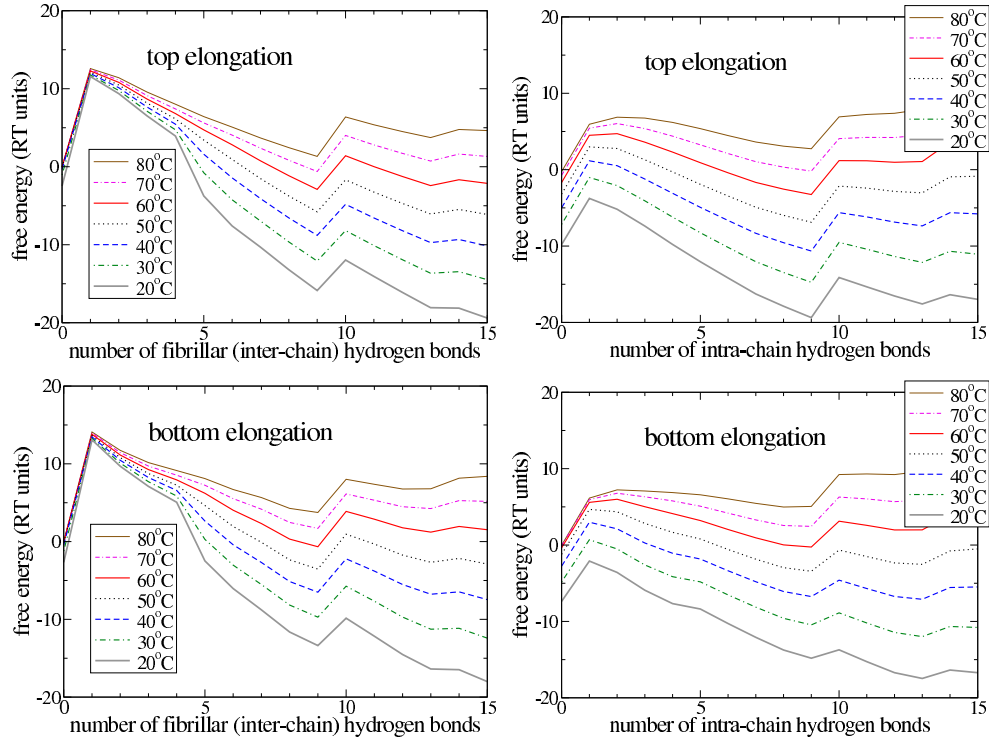 20
10
0
-10
-20
free energy (RT units)
top elongation
80°C
70°C
60°C
50°C
40°C
30°C
20°C
0
5
10
15
number of fibrillar (inter-chain) hydrogen bonds
20
10
0
-10
-20
free energy (RT units)
top elongation
80°C
70°C
60°C
50°C
40°C
30°C
20°C
0
5
10
15
number of intra-chain hydrogen bonds
20
10
0
-10
-20
free energy (RT units)
bottom elongation
80°C
70°C
60°C
50°C
40°C
30°C
20°C
0
5
10
15
number of fibrillar (inter-chain) hydrogen bonds
20
10
0
-10
-20
free energy (RT units)
bottom elongation
80°C
70°C
60°C
50°C
40°C
30°C
20°C
0
5
10
15
number of intra-chain hydrogen bonds